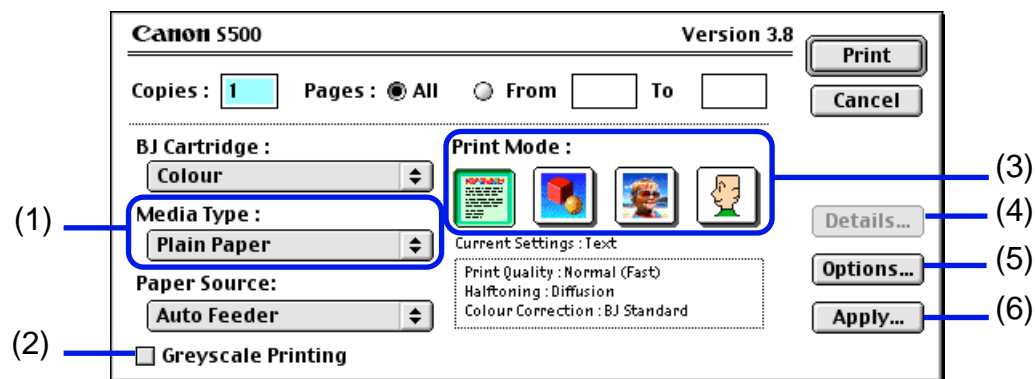 Canon S500 Version 3.8
Print
Copies : 1 Pages : All From To
Cancel
BJ Cartridge :
Colour
Print Mode :
(3)
(1)
Media Type :
Plain Paper
Current Settings : Text
Details...
(4)
Print Quality : Normal (Fast)
Halftoning : Diffusion
Colour Correction : BJ Standard
Options...
(5)
Paper Source:
Auto Feeder
Apply...
(6)
(2)
Greyscale Printing